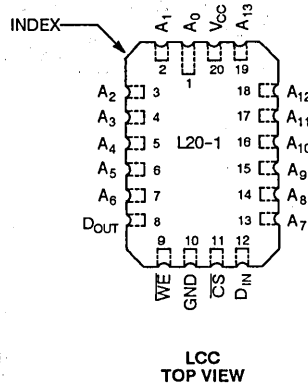 INDEX
A1 A0 VCC A13
2 1 20 19
A2 3 18 A12
A3 4 17 A11
A4 5 L20-1 16 A10
A5 6 15 A9
A6 7 14 A8
DOUT 8 13 A7
9 10 11 12
W̅E̅ GND C̅S̅ DIN
LCC
TOP VIEW